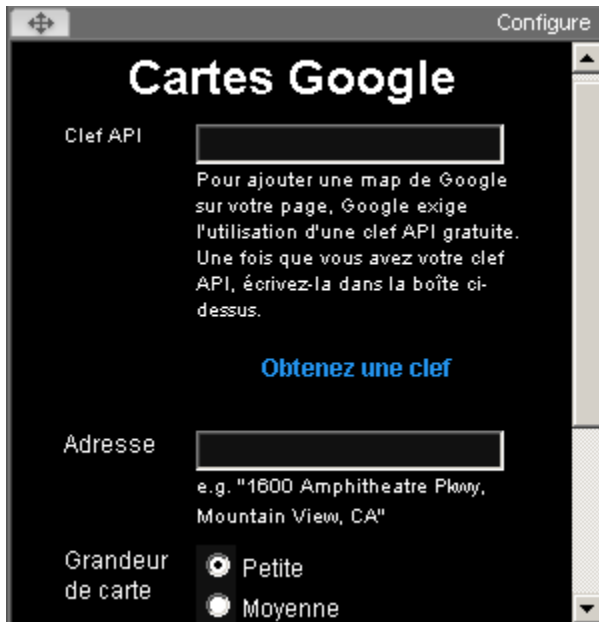 Configure
Cartes Google
Clef API
Pour ajouter une map de Google
sur votre page, Google exige
l'utilisation d'une clef API gratuite.
Une fois que vous avez votre clef
API, écrivez-la dans la boîte ci-
dessus.
Obtenez une clef
Adresse
e.g. "1600 Amphitheatre Pkwy,
Mountain View, CA"
Grandeur
de carte
Petite
Moyenne